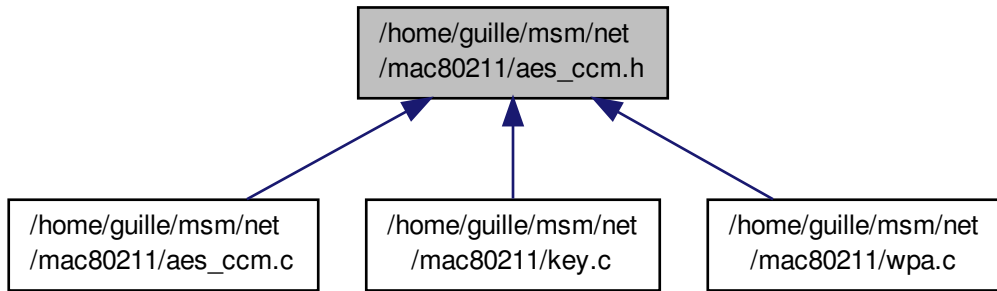 /home/guille/msm/net
/mac80211/aes_ccm.h
/home/guille/msm/net
/mac80211/aes_ccm.c
/home/guille/msm/net
/mac80211/key.c
/home/guille/msm/net
/mac80211/wpa.c